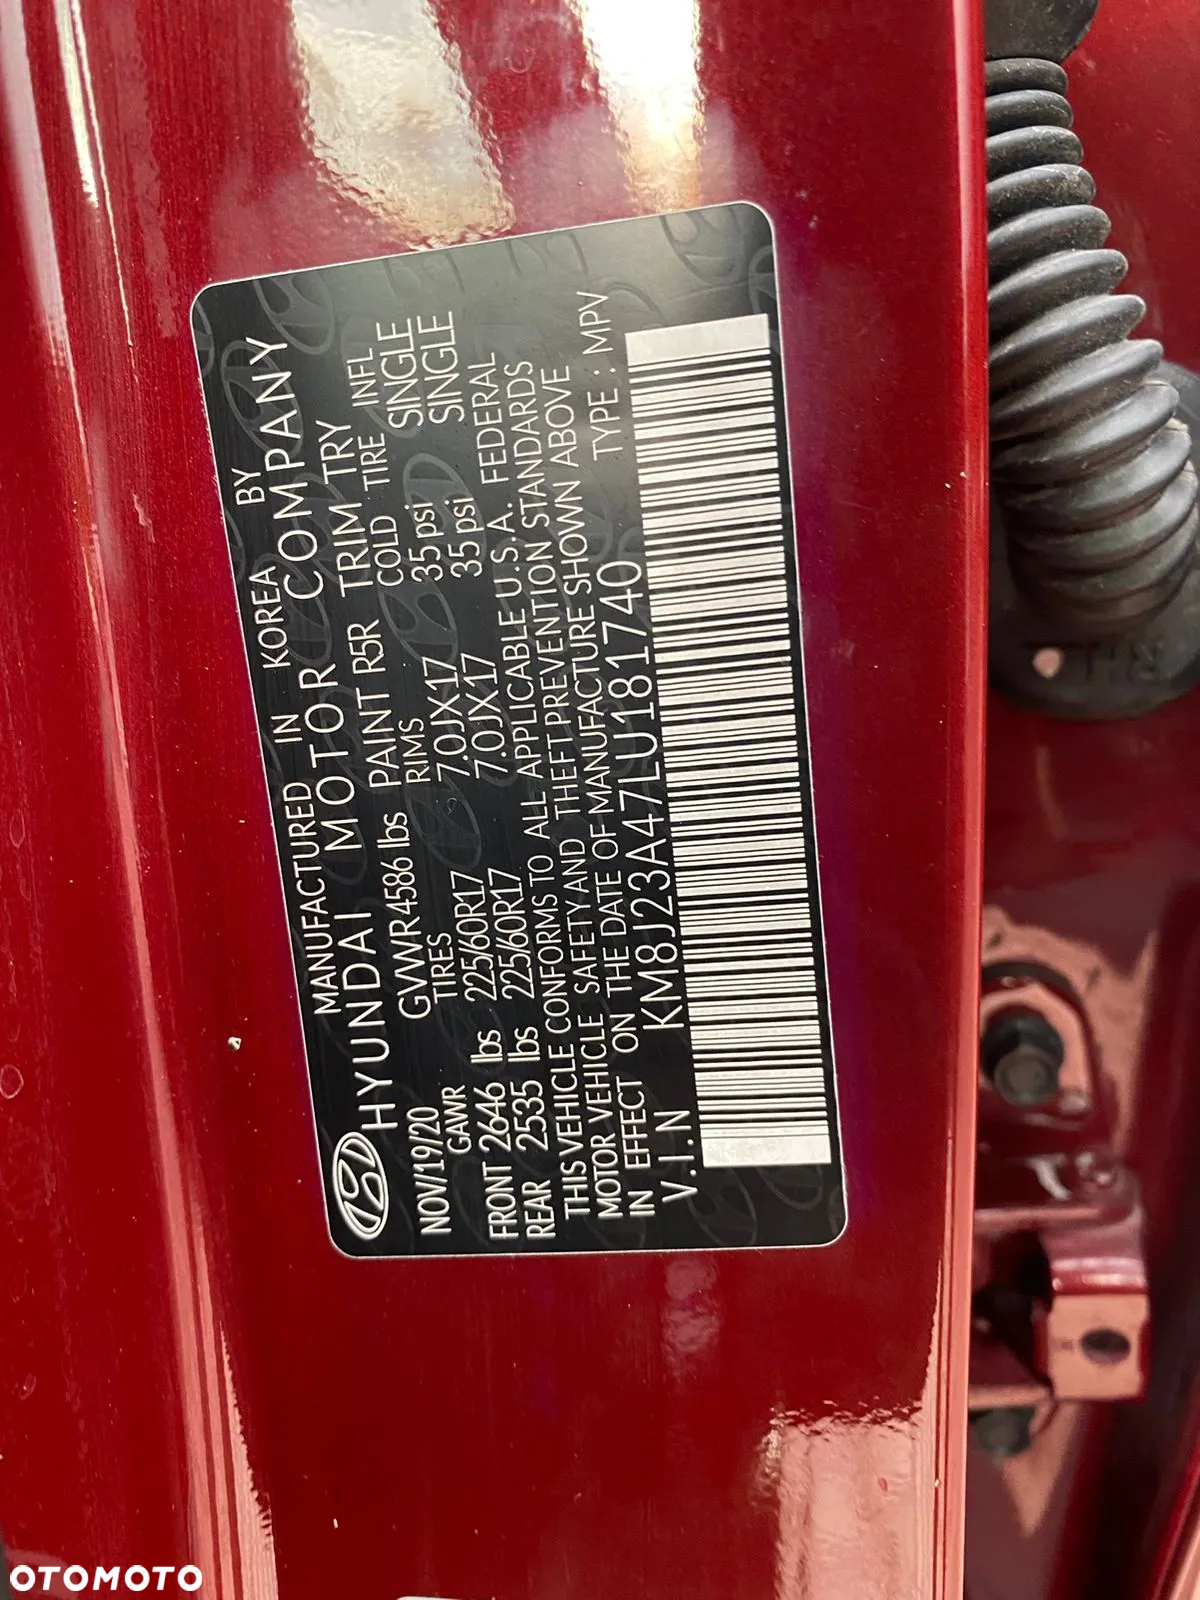 MANUFACTURED IN KOREA BY
HYUNDAI MOTOR COMPANY
NOV/19/20 GVWR 4586 lbs PAINT R5R TRIM TRY
GAWR TIRES RIMS COLD TIRE INFL
FRONT 2646 lbs 225/60R17 7.0JX17 35 psi SINGLE
REAR 2535 lbs 225/60R17 7.0JX17 35 psi SINGLE
THIS VEHICLE CONFORMS TO ALL APPLICABLE U.S.A. FEDERAL
MOTOR VEHICLE SAFETY AND THEFT PREVENTION STANDARDS
IN EFFECT ON THE DATE OF MANUFACTURE SHOWN ABOVE
V.I.N KM8J23A47LU181740 TYPE : MPV
RH
OTOMOTO